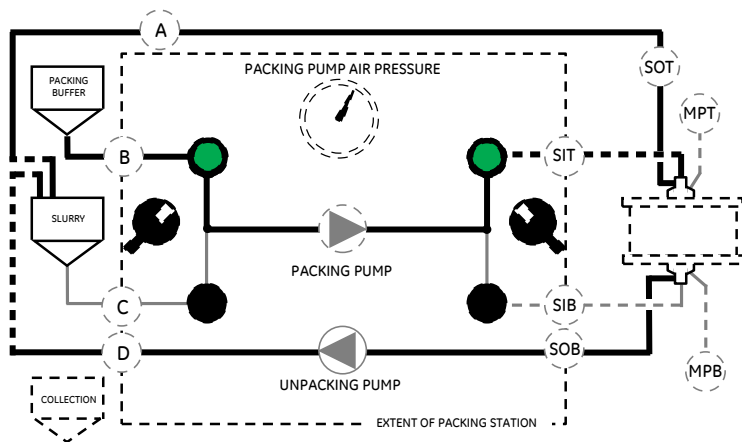 A
SOT
PACKING PUMP AIR PRESSURE
PACKING
BUFFER
MPT
B
SIT
SLURRY
PACKING PUMP
C
SIB
D
SOB
MPB
UNPACKING PUMP
COLLECTION
EXTENT OF PACKING STATION